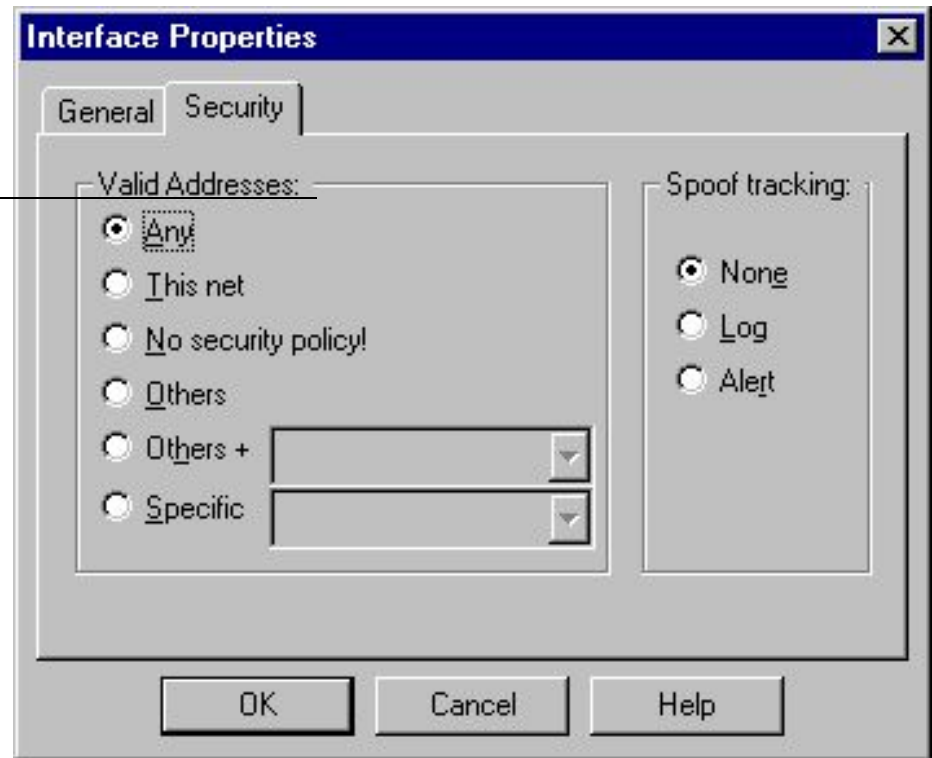 Interface Properties
General Security
Valid Addresses:
Any
This net
No security policy!
Others
Others +
Specific
Spoof tracking:
None
Log
Alert
OK Cancel Help